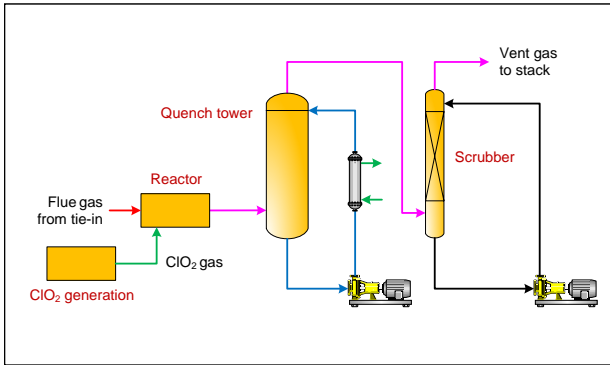 Vent gas
to stack
Quench tower
Scrubber
Reactor
Flue gas
from tie-in
ClO₂ gas
ClO₂ generation